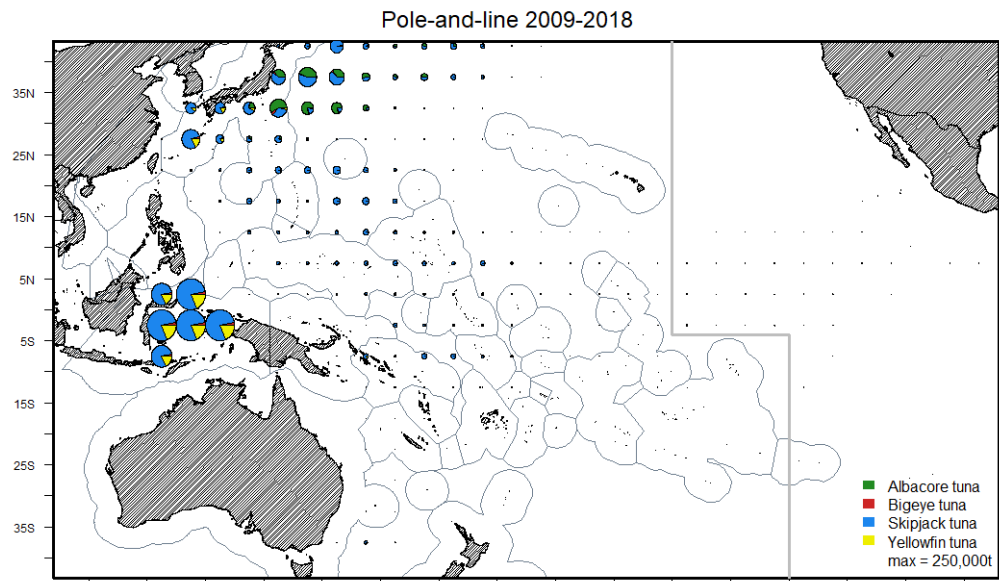 Pole-and-line 2009-2018
35N
25N
15N
5N
5S
15S
25S
35S
Albacore tuna
Bigeye tuna
Skipjack tuna
Yellowfin tuna
max = 250,000t